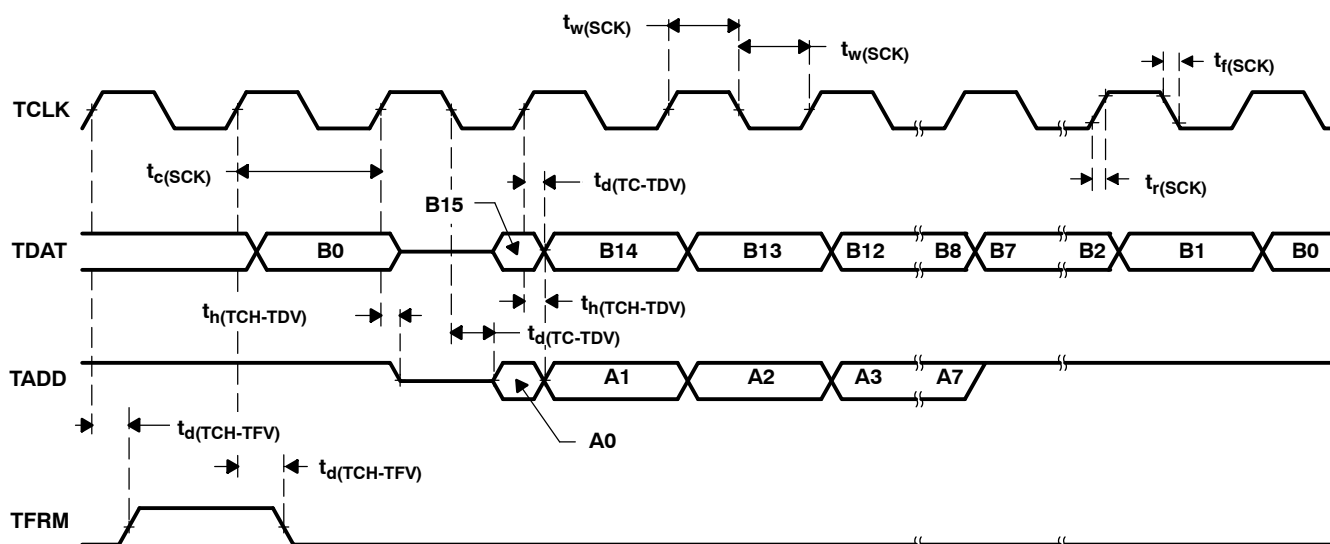 tw(SCK)
tw(SCK)
tf(SCK)
TCLK
tc(SCK)
td(TC-TDV)
tr(SCK)
B15
TDAT
B0
B14
B13
B12
B8
B7
B2
B1
B0
th(TCH-TDV)
th(TCH-TDV)
td(TC-TDV)
TADD
A1
A2
A3
A7
td(TCH-TFV)
A0
td(TCH-TFV)
TFRM